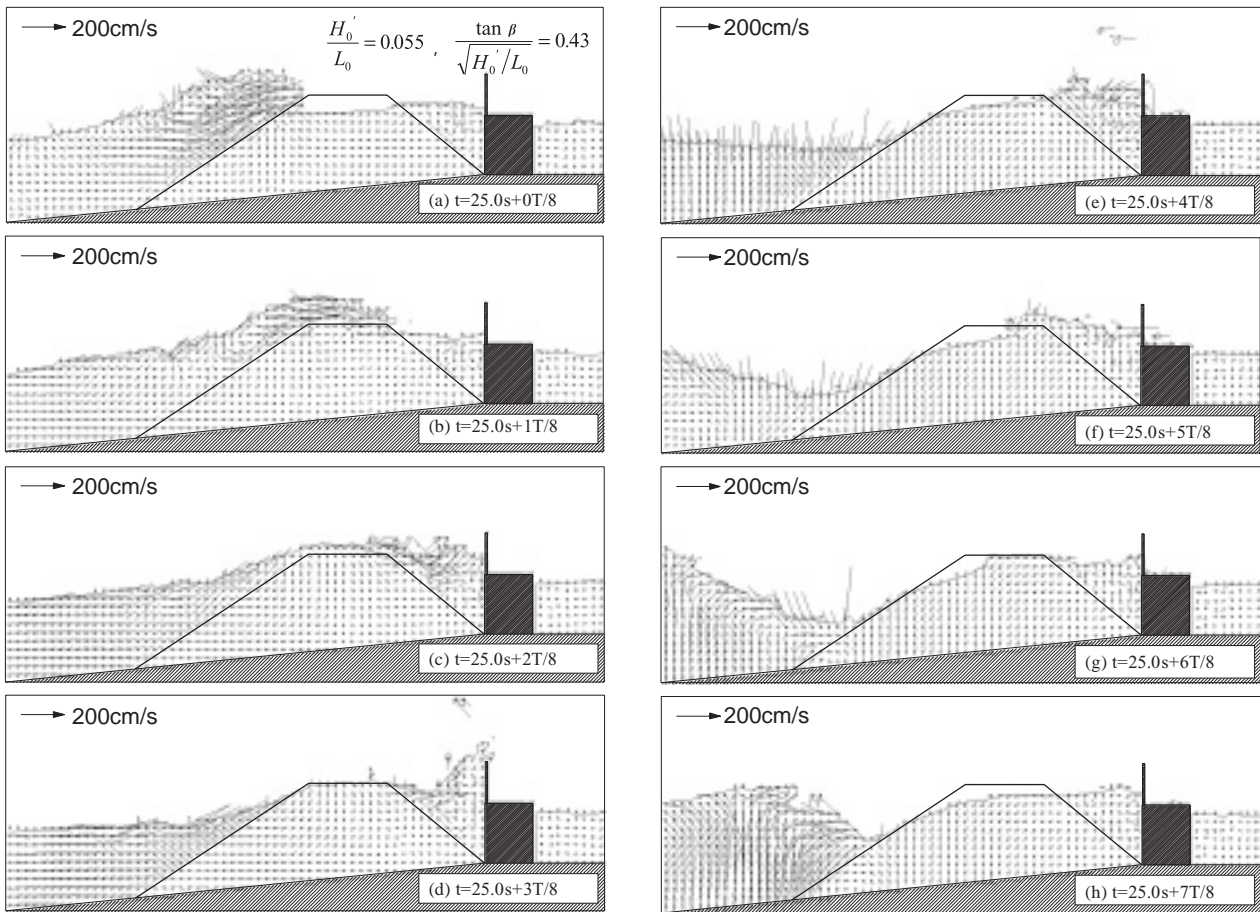 200cm/s
H₀′/L₀ = 0.055 , tan β/√(H₀′/L₀) = 0.43
(a) t=25.0s+0T/8
200cm/s
(b) t=25.0s+1T/8
200cm/s
(c) t=25.0s+2T/8
200cm/s
(d) t=25.0s+3T/8
200cm/s
(e) t=25.0s+4T/8
200cm/s
(f) t=25.0s+5T/8
200cm/s
(g) t=25.0s+6T/8
200cm/s
(h) t=25.0s+7T/8